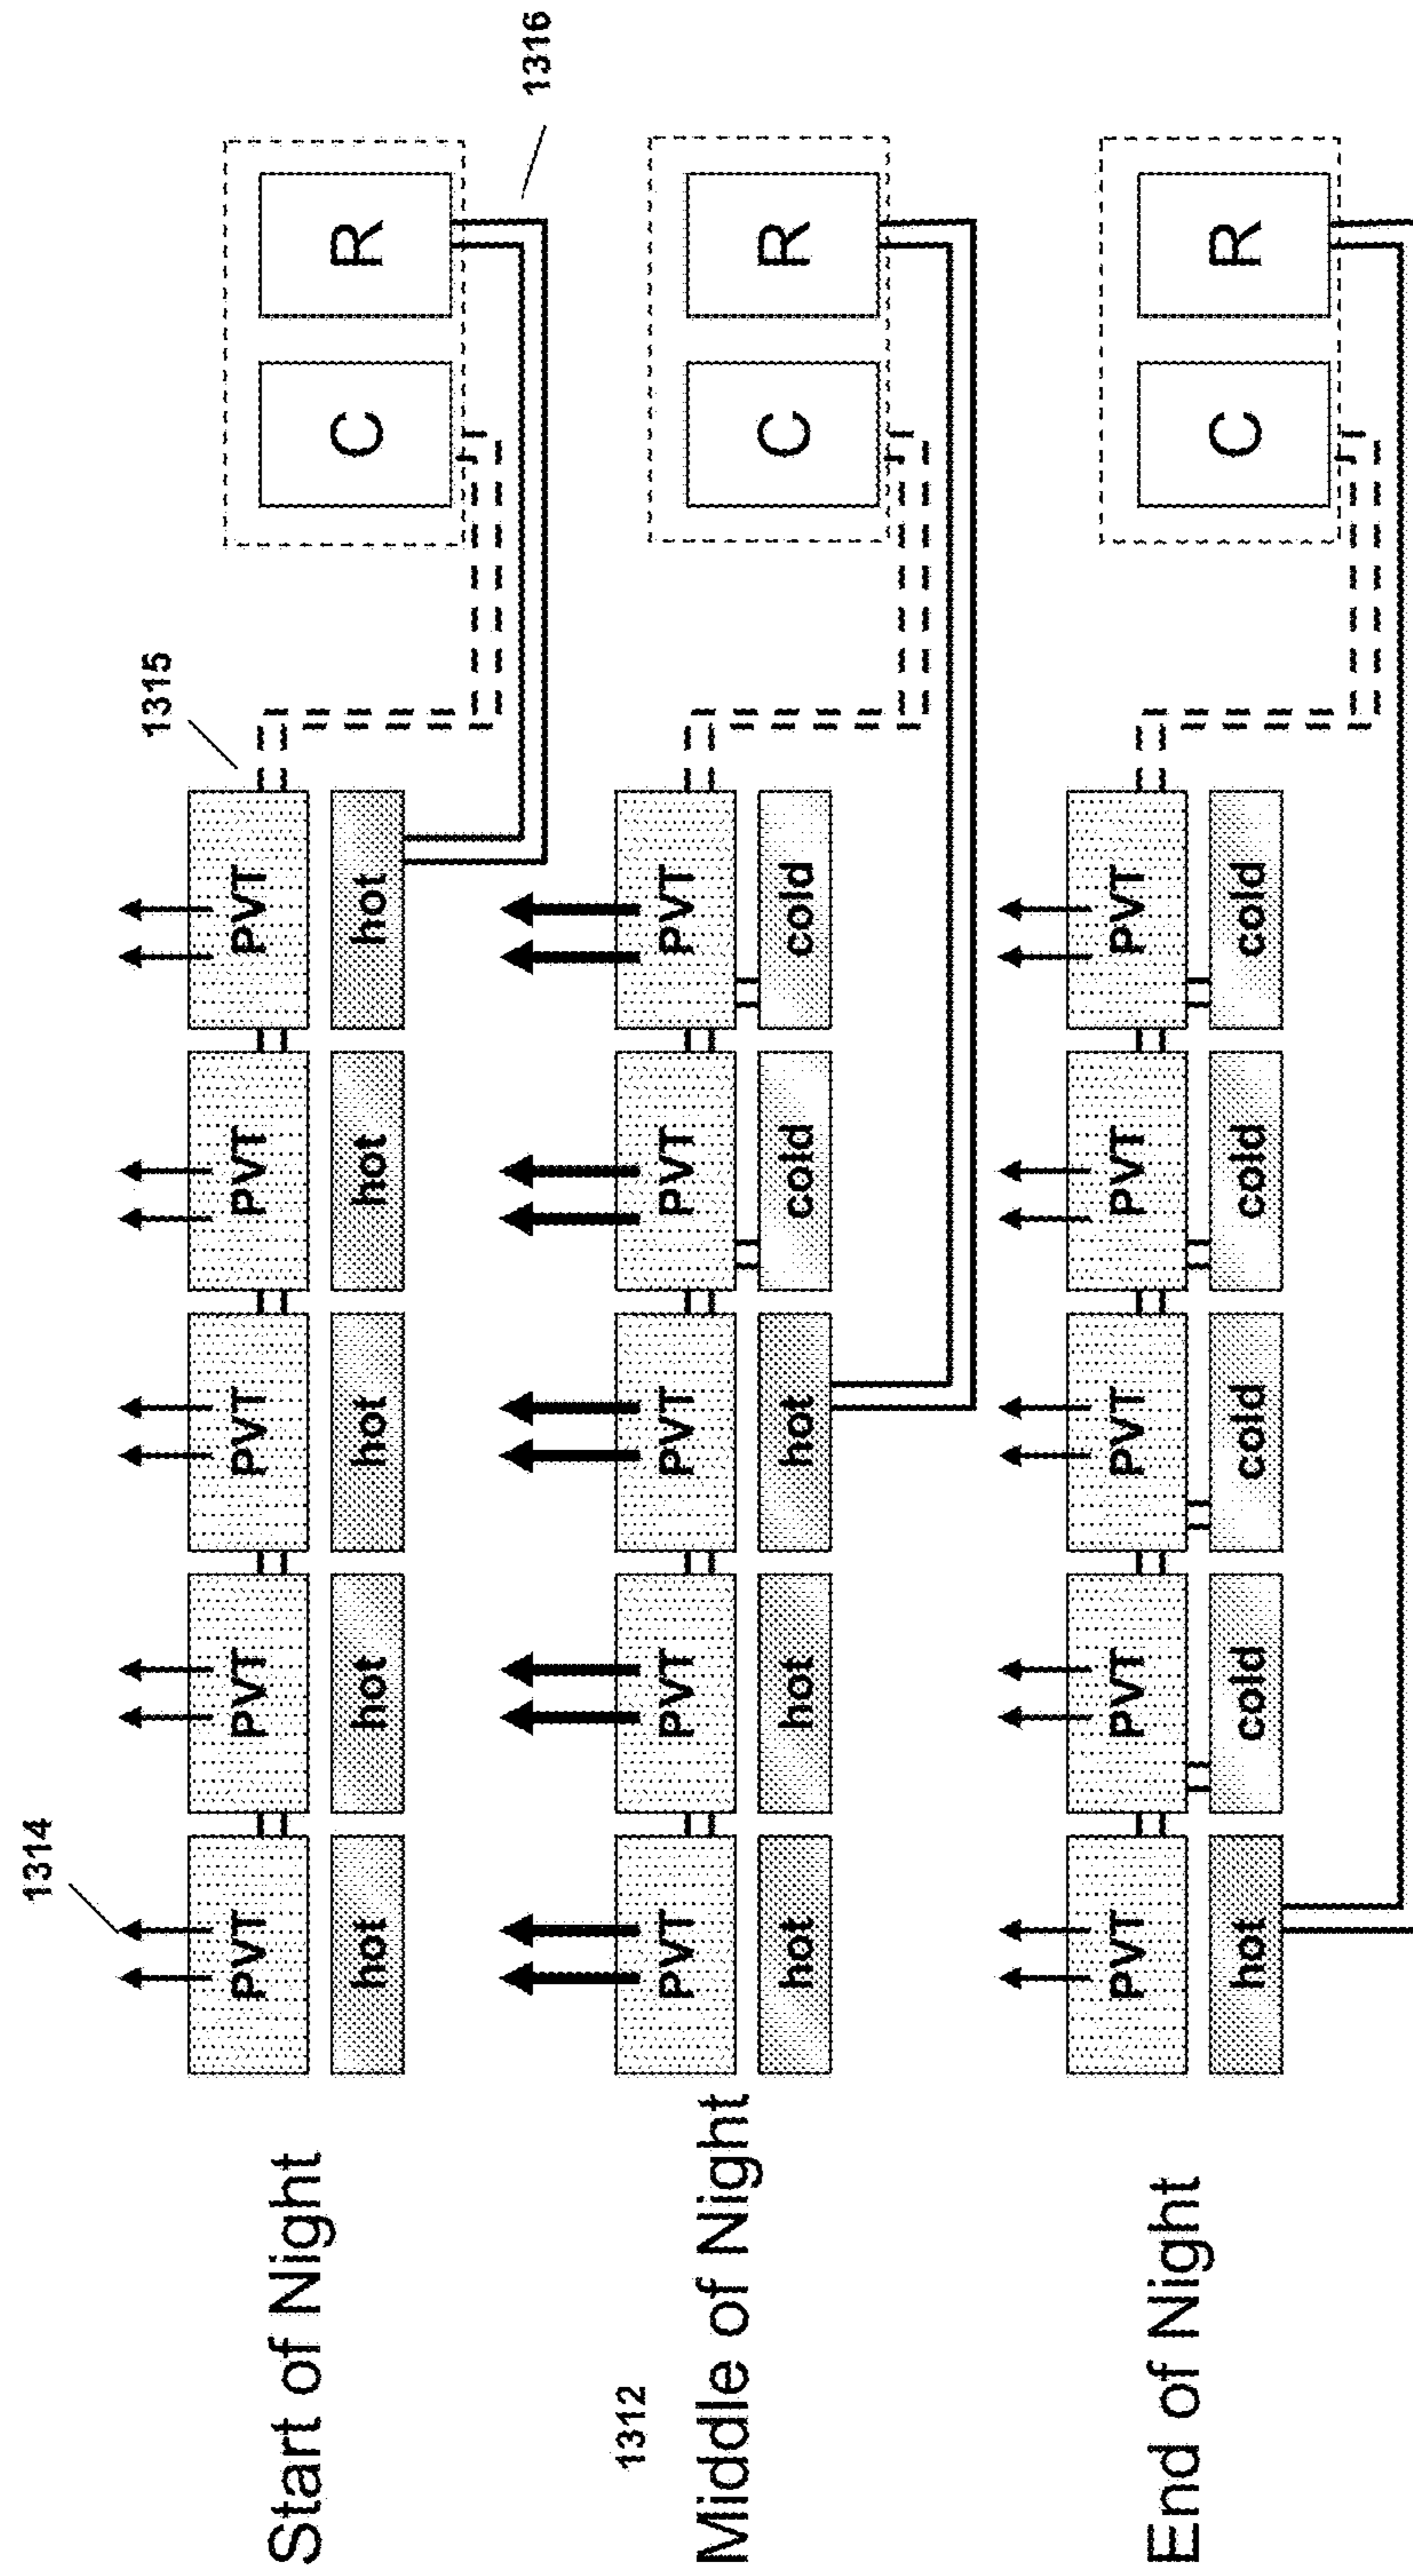 1314
1315
1316
PVT PVT PVT PVT PVT
Start of Night
hot hot hot hot hot
C R
1312
PVT PVT PVT PVT PVT
Middle of Night
hot hot hot cold cold
C R
PVT PVT PVT PVT PVT
End of Night
hot cold cold cold cold
C R